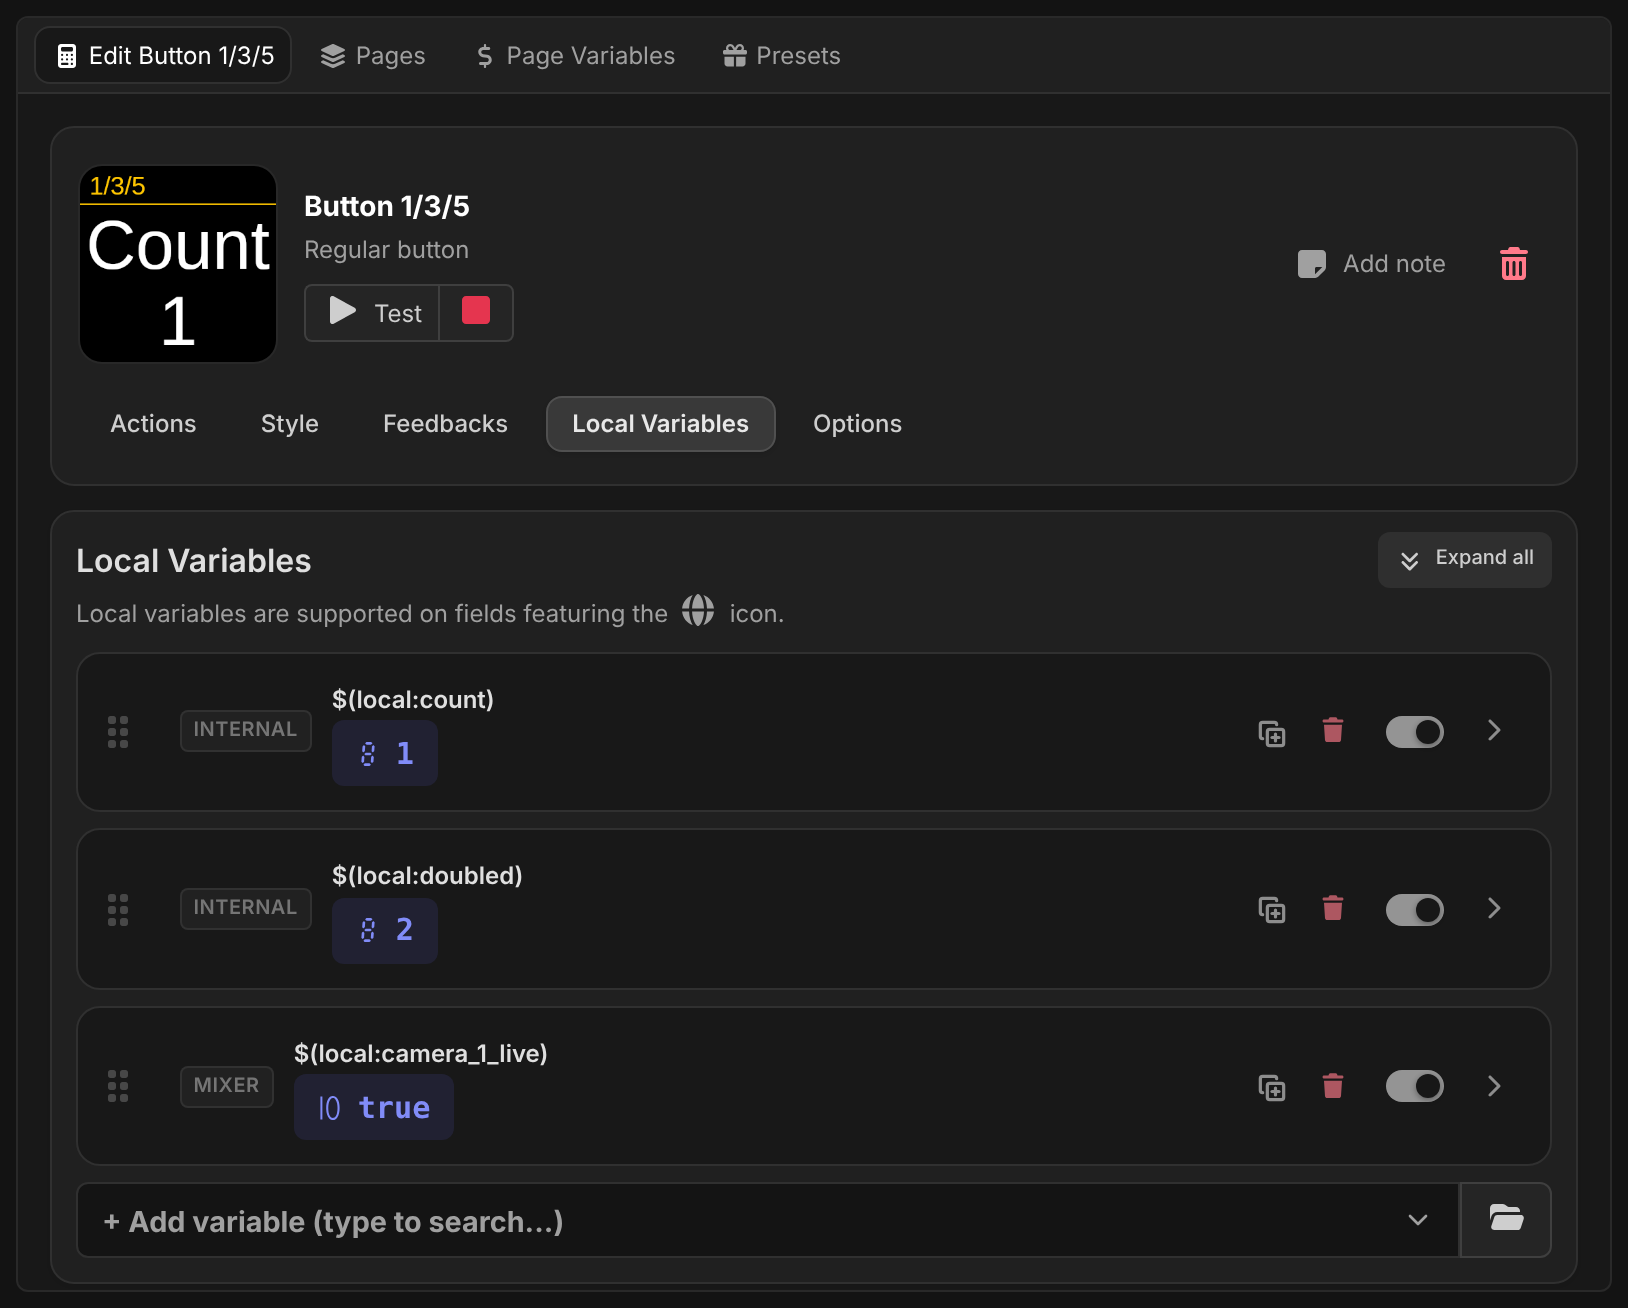 Edit Button 1/3/5 Pages $ Page Variables Presets
1/3/5
Count
1
Button 1/3/5
Regular button
Test
Add note
Actions Style Feedbacks Local Variables Options
Local Variables
Expand all
Local variables are supported on fields featuring the icon.
$(local:count)
INTERNAL
1
$(local:doubled)
INTERNAL
2
$(local:camera_1_live)
MIXER
true
+ Add variable (type to search...)